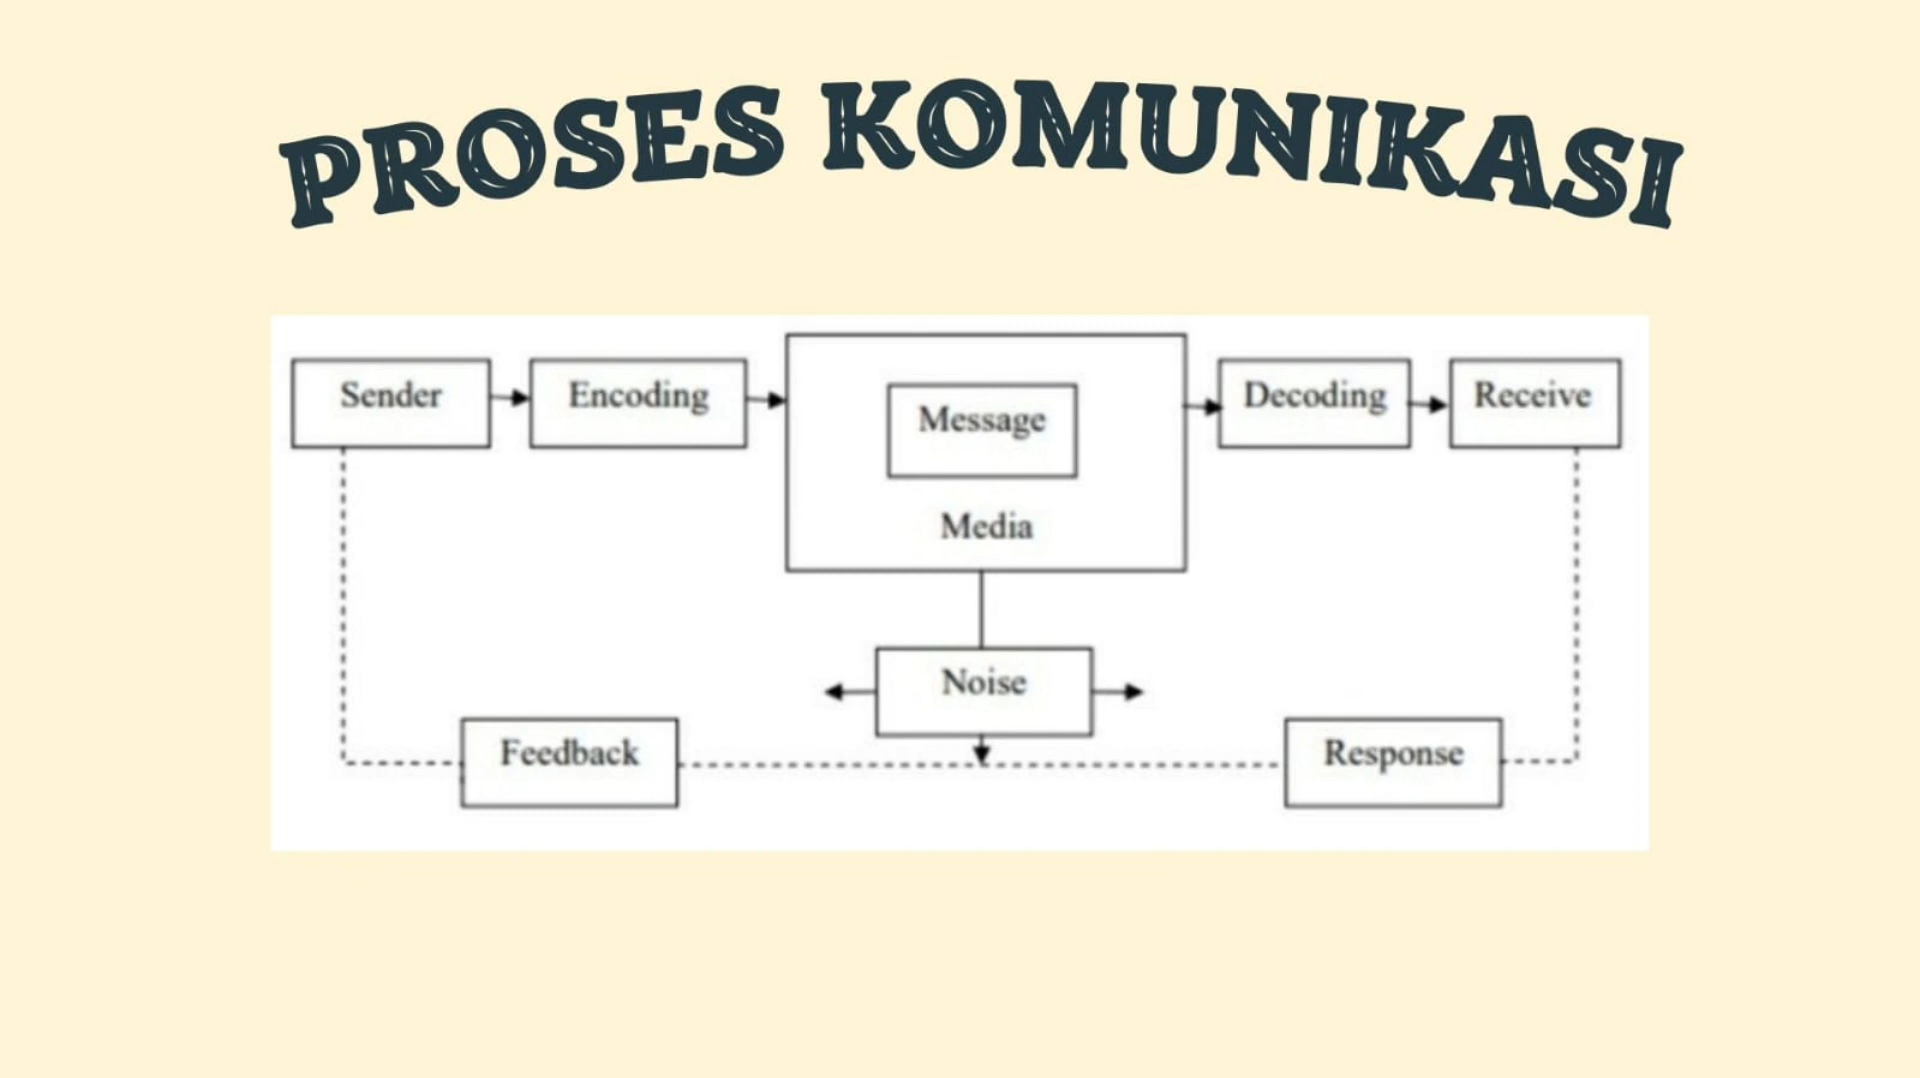 PROSES KOMUNIKASI
Sender
Encoding
Message
Media
Decoding
Receive
Noise
Feedback
Response